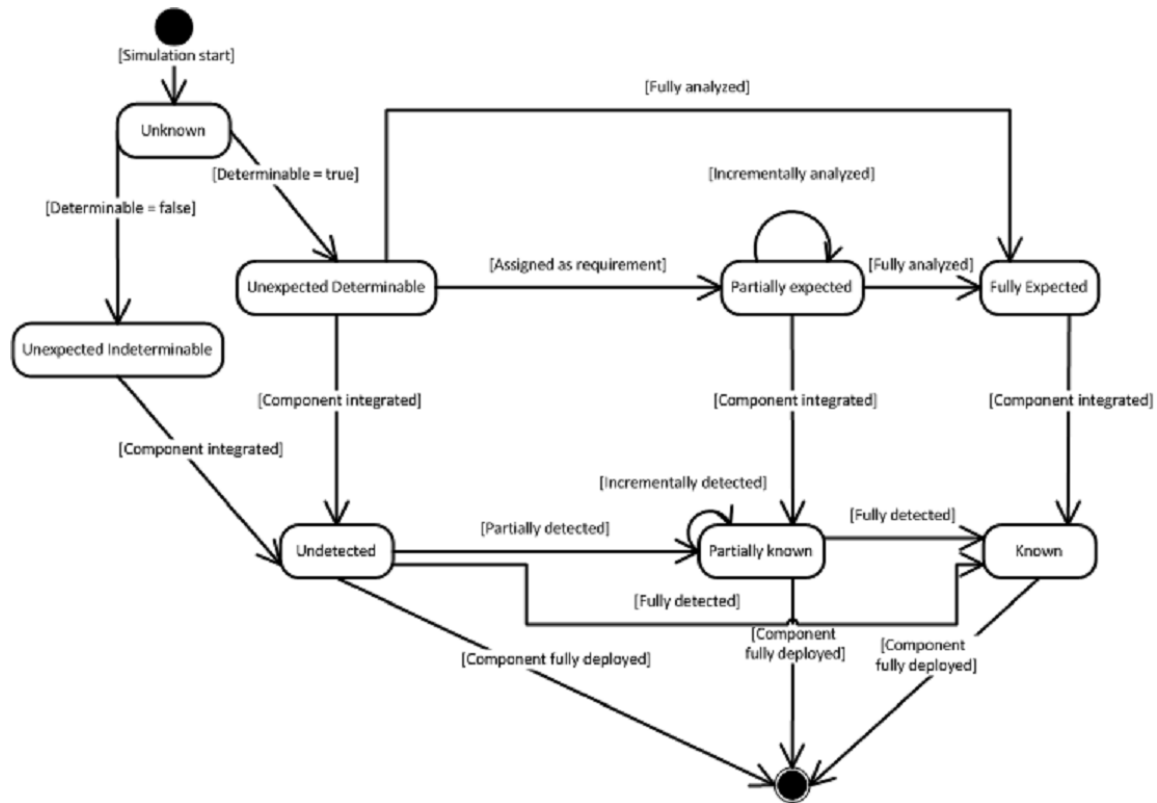 [Simulation start]
[Fully analyzed]
Unknown
[Determinable = true]
[Incrementally analyzed]
[Determinable = false]
[Assigned as requirement]
[Fully analyzed]
Unexpected Determinable
Partially expected
Fully Expected
Unexpected Indeterminable
[Component integrated]
[Component integrated]
[Component integrated]
[Component integrated]
[Incrementally detected]
[Partially detected]
[Fully detected]
Undetected
Partially known
Known
[Fully detected]
[Component
fully deployed]
[Component fully deployed]
[Component
fully deployed]